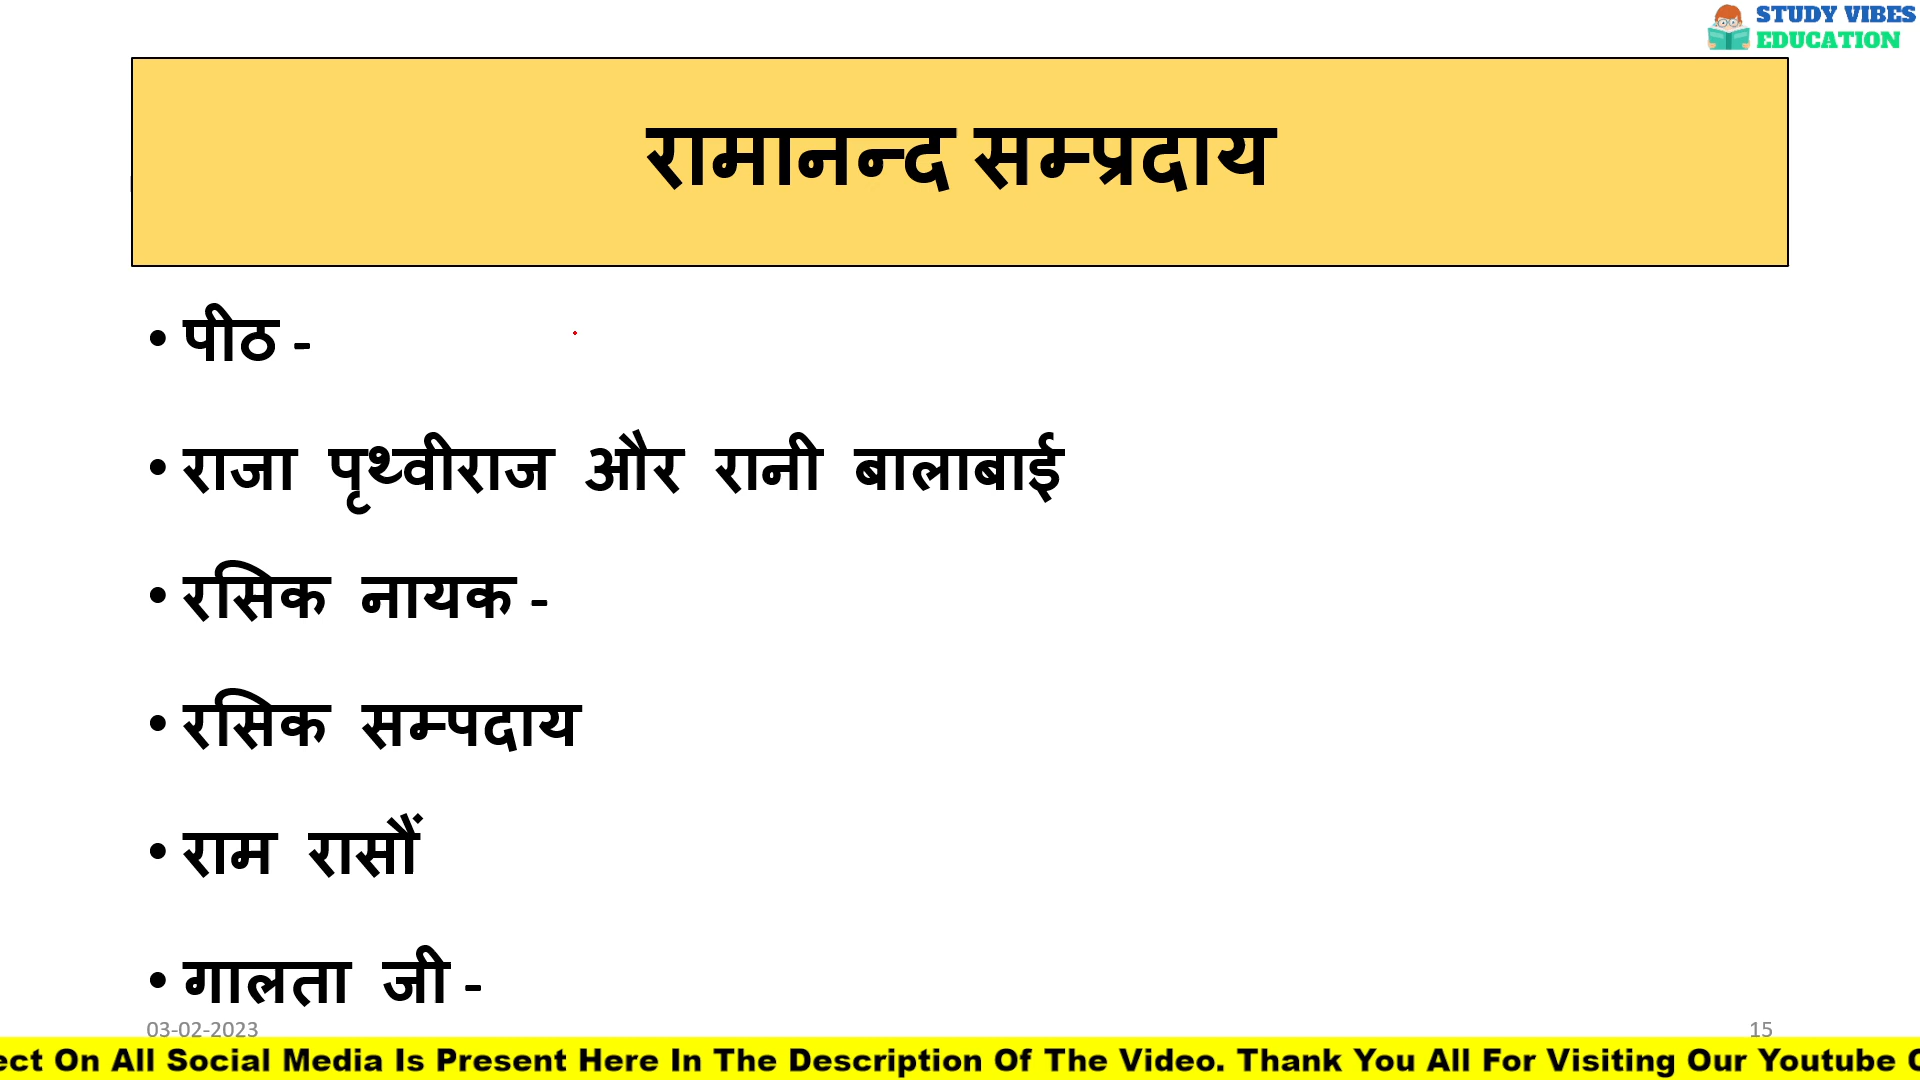 STUDY VIBES
EDUCATION
रामानन्द सम्प्रदाय
• पीठ -
• राजा पृथ्वीराज और रानी बालाबाई
• रसिक नायक -
• रसिक सम्पदाय
• राम रासौं
• गालता जी -
03-02-2023
15
ect On All Social Media Is Present Here In The Description Of The Video. Thank You All For Visiting Our Youtube